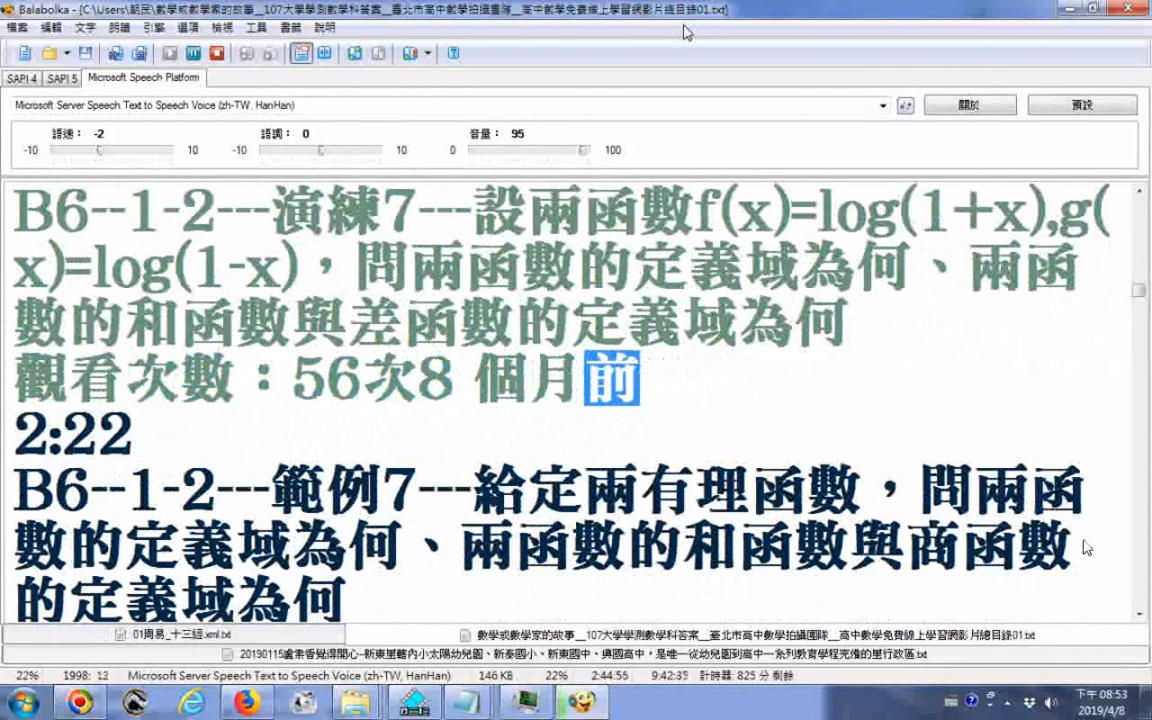 Balabolka - [C:\Users\範民\數學或數學家的故事__107大學學測數學科答案__臺北市高中數學拍攝團隊__高中數學免費線上學習網影片總目錄01.txt]
檔案 編輯 文字 朗讀 引擎 選項 檢視 工具 書籤 說明
SAPI 4 SAPI 5 Microsoft Speech Platform
Microsoft Server Speech Text to Speech Voice (zh-TW, HanHan) 關於 預設
語速： -2 語調： 0 音量： 95
-10 10 -10 10 0 100
B6--1-2---演練7---設兩函數f(x)=log(1+x),g(
x)=log(1-x)，問兩函數的定義域為何、兩函
數的和函數與差函數的定義域為何
觀看次數：56次8 個月前
2:22
B6--1-2---範例7---給定兩有理函數，問兩函
數的定義域為何、兩函數的和函數與商函數
的定義域為何
01周易_十三經.xml.txt 數學或數學家的故事__107大學學測數學科答案__臺北市高中數學拍攝團隊__高中數學免費線上學習網影片總目錄01.txt
20190115盧素香覺得開心-新東里轄內小太陽幼兒園、新泰國小、新東國中、興國高中，是唯一從幼兒園到高中一系列教育學程完備的里行政區.txt
22% 1998: 13 Microsoft Server Speech Text to Speech Voice (zh-TW, HanHan) 146 KB 22% 2:44:56 9:42:35 計時器: 825 分 剩餘
下午 08:53
2019/4/8